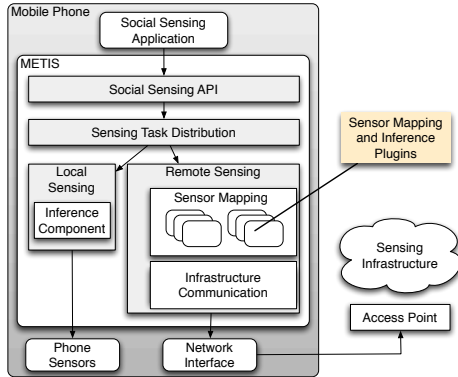 Mobile Phone
Social Sensing
Application
METIS
Social Sensing API
Sensing Task Distribution
Sensor Mapping
and Inference
Plugins
Local
Sensing
Remote Sensing
Sensor Mapping
Inference
Component
Sensing
Infrastructure
Infrastructure
Communication
Access Point
Phone
Sensors
Network
Interface